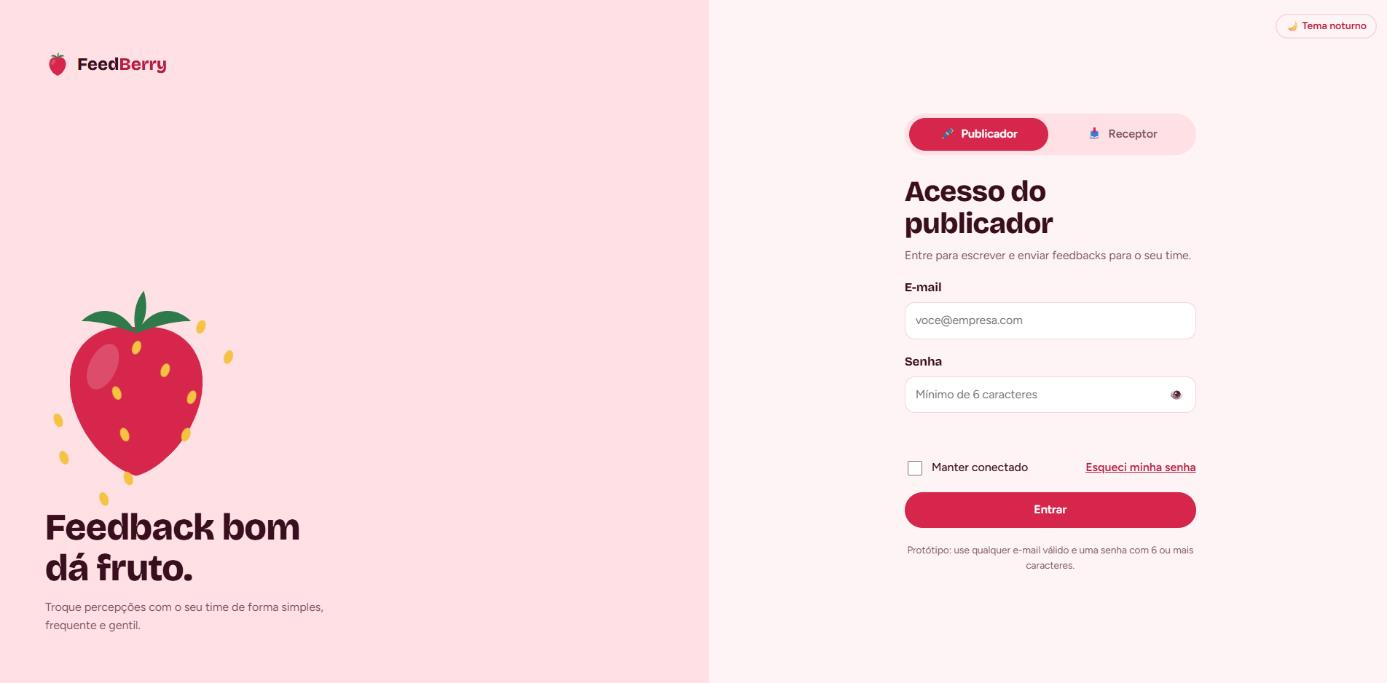 FeedBerry
Feedback bom
dá fruto.
Troque percepções com o seu time de forma simples,
frequente e gentil.
Tema noturno
Publicador
Receptor
Acesso do
publicador
Entre para escrever e enviar feedbacks para o seu time.
E-mail
voce@empresa.com
Senha
Mínimo de 6 caracteres
Manter conectado
Esqueci minha senha
Entrar
Protótipo: use qualquer e-mail válido e uma senha com 6 ou mais
caracteres.